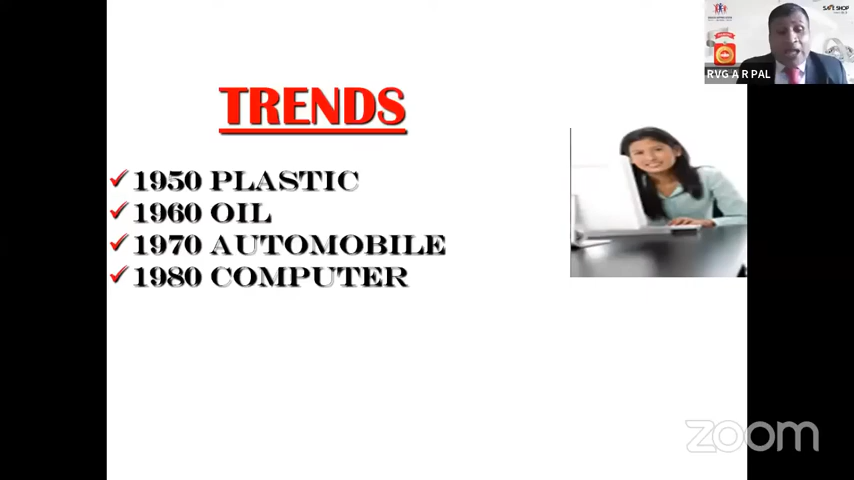 TRENDS
1950 PLASTIC
1960 OIL
1970 AUTOMOBILE
1980 COMPUTER
SAFE SHOP
RVG A R PAL
zoom